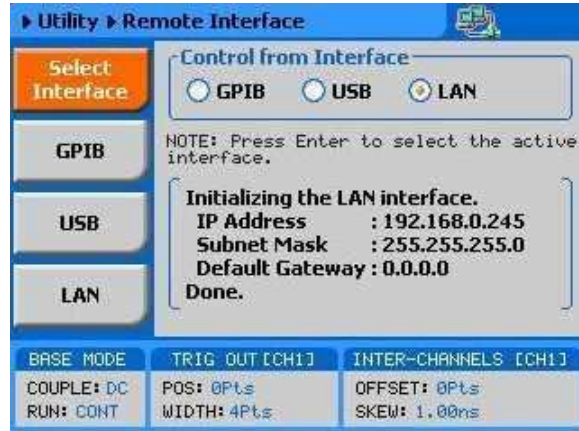 Utility Remote Interface
Select Interface
Control from Interface
GPIB USB LAN
NOTE: Press Enter to select the active
interface.
GPIB
USB
LAN
Initializing the LAN interface.
IP Address : 192.168.0.245
Subnet Mask : 255.255.255.0
Default Gateway : 0.0.0.0
Done.
BASE MODE
COUPLE: DC
RUN: CONT
TRIG OUT [CH1]
POS: 0Pts
WIDTH: 4Pts
INTER-CHANNELS [CH1]
OFFSET: 0Pts
SKEW: 1.00ns